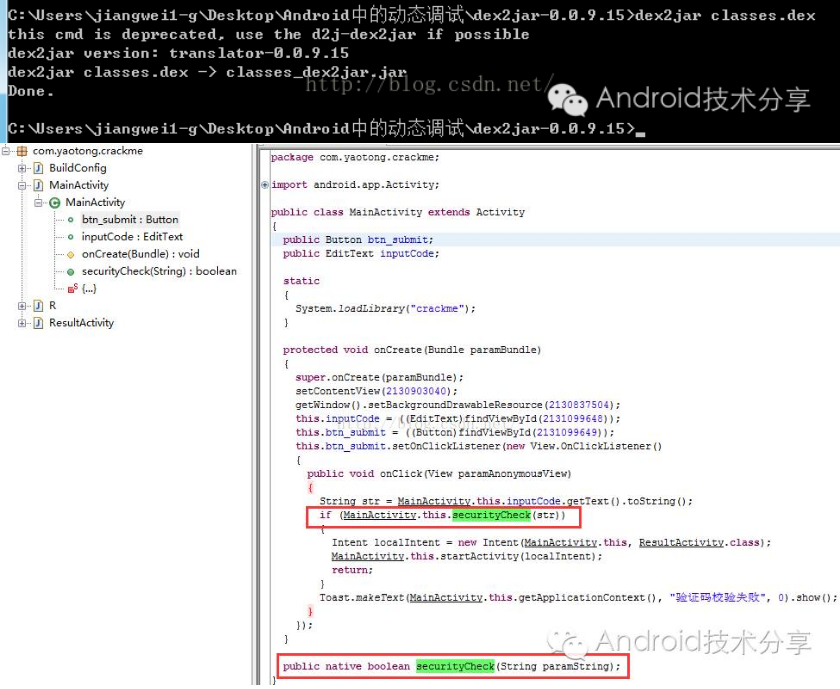 C:\Users\jiangwei1-g\Desktop\Android中的动态调试\dex2jar-0.0.9.15>dex2jar classes.dex
this cmd is deprecated, use the d2j-dex2jar if possible
dex2jar version: translator-0.0.9.15
dex2jar classes.dex -> classes_dex2jar.jar
http://blog.csdn.net/
Done.
Android技术分享
C:\Users\jiangwei1-g\Desktop\Android中的动态调试\dex2jar-0.0.9.15>_
com.yaotong.crackme
BuildConfig
MainActivity
MainActivity
btn_submit : Button
inputCode : EditText
onCreate(Bundle) : void
securityCheck(String) : boolean
{...}
R
ResultActivity
package com.yaotong.crackme;
import android.app.Activity;
public class MainActivity extends Activity
{
public Button btn_submit;
public EditText inputCode;
static
{
System.loadLibrary("crackme");
}
protected void onCreate(Bundle paramBundle)
{
super.onCreate(paramBundle);
setContentView(2130903040);
getWindow().setBackgroundDrawableResource(2130837504);
this.inputCode = ((EditText)findViewById(2131099648));
this.btn_submit = ((Button)findViewById(2131099649));
this.btn_submit.setOnClickListener(new View.OnClickListener()
{
public void onClick(View paramAnonymousView)
{
String str = MainActivity.this.inputCode.getText().toString();
if (MainActivity.this.securityCheck(str))
{
Intent localIntent = new Intent(MainActivity.this, ResultActivity.class);
MainActivity.this.startActivity(localIntent);
return;
}
Toast.makeText(MainActivity.this.getApplicationContext(), "验证码校验失败", 0).show();
}
});
}
Android技术分享
public native boolean securityCheck(String paramString);
}